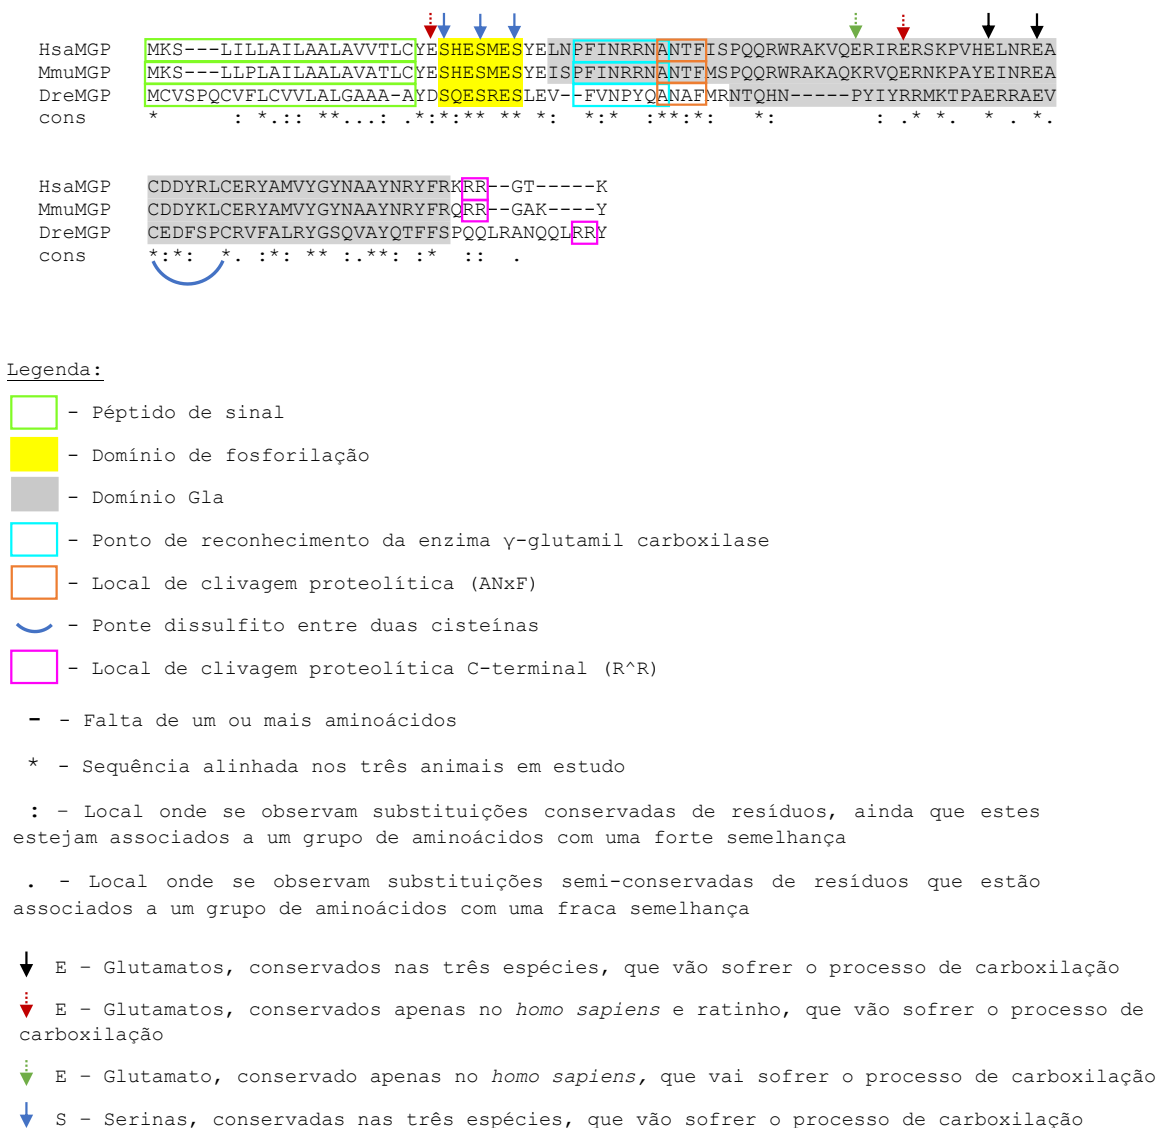 HsaMGP MKS---LILLAILAALAVVTLCYESHESMESYELNPFINRRNANTFISPQQRWRAKVQERIRERSKPVHELNREA
MmuMGP MKS---LLPLAILAALAVATLCYESHESMESYEISPFINRRNANTFMSPQQRWRAKAQKRVQERNKPAYEINREA
DreMGP MCVSPQCVFLCVVLALGAAA-AYDSQESRESLEV--FVNPYQANAFMRNTQHN-----PYIYRRMKTPAERRAEV
cons * : *.:: **...: .*:*:** ** *: *:* :**:*: *: : .* *. * . *.
HsaMGP CDDYRLCERYAMVYGYNAAYNRYFRKRR--GT-----K
MmuMGP CDDYKLCERYAMVYGYNAAYNRYFRQRR--GAK----Y
DreMGP CEDFSPCRVFALRYGSQVAYQTFFSPQQLRANQQLRRY
cons *:*: *. :*: ** :.**: :* :: .
Legenda:
- Péptido de sinal
- Domínio de fosforilação
- Domínio Gla
- Ponto de reconhecimento da enzima γ-glutamil carboxilase
- Local de clivagem proteolítica (ANxF)
- Ponte dissulfito entre duas cisteínas
- Local de clivagem proteolítica C-terminal (R^R)
- - Falta de um ou mais aminoácidos
* - Sequência alinhada nos três animais em estudo
: – Local onde se observam substituições conservadas de resíduos, ainda que estes
estejam associados a um grupo de aminoácidos com uma forte semelhança
. - Local onde se observam substituições semi-conservadas de resíduos que estão
associados a um grupo de aminoácidos com uma fraca semelhança
E – Glutamatos, conservados nas três espécies, que vão sofrer o processo de carboxilação
E – Glutamatos, conservados apenas no homo sapiens e ratinho, que vão sofrer o processo de
carboxilação
E – Glutamato, conservado apenas no homo sapiens, que vai sofrer o processo de carboxilação
S – Serinas, conservadas nas três espécies, que vão sofrer o processo de carboxilação